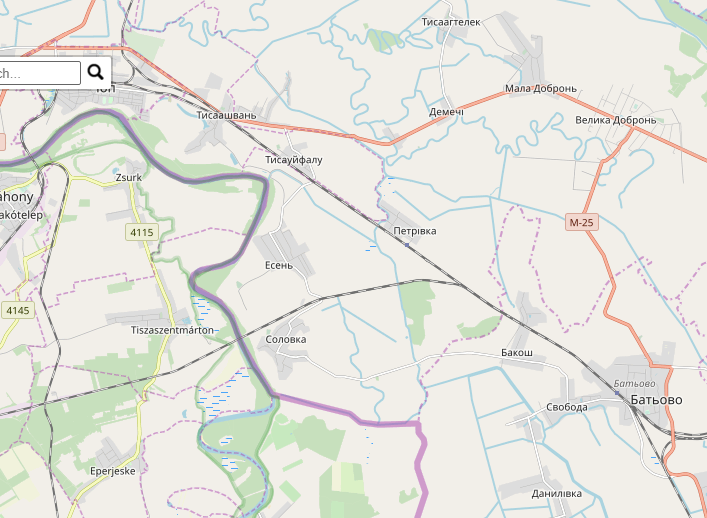 Тисаагтелек
ch...
Чоп
Мала Добронь
Тисаашвань
Демечі
Велика Добронь
Тисауйфалу
Zsurk
ahony
akótelep
4115
M-25
Петрівка
Есень
4145
Tiszaszentmárton
Соловка
Бакош
Батьово
Батьово
Свобода
Eperjeske
Данилівка